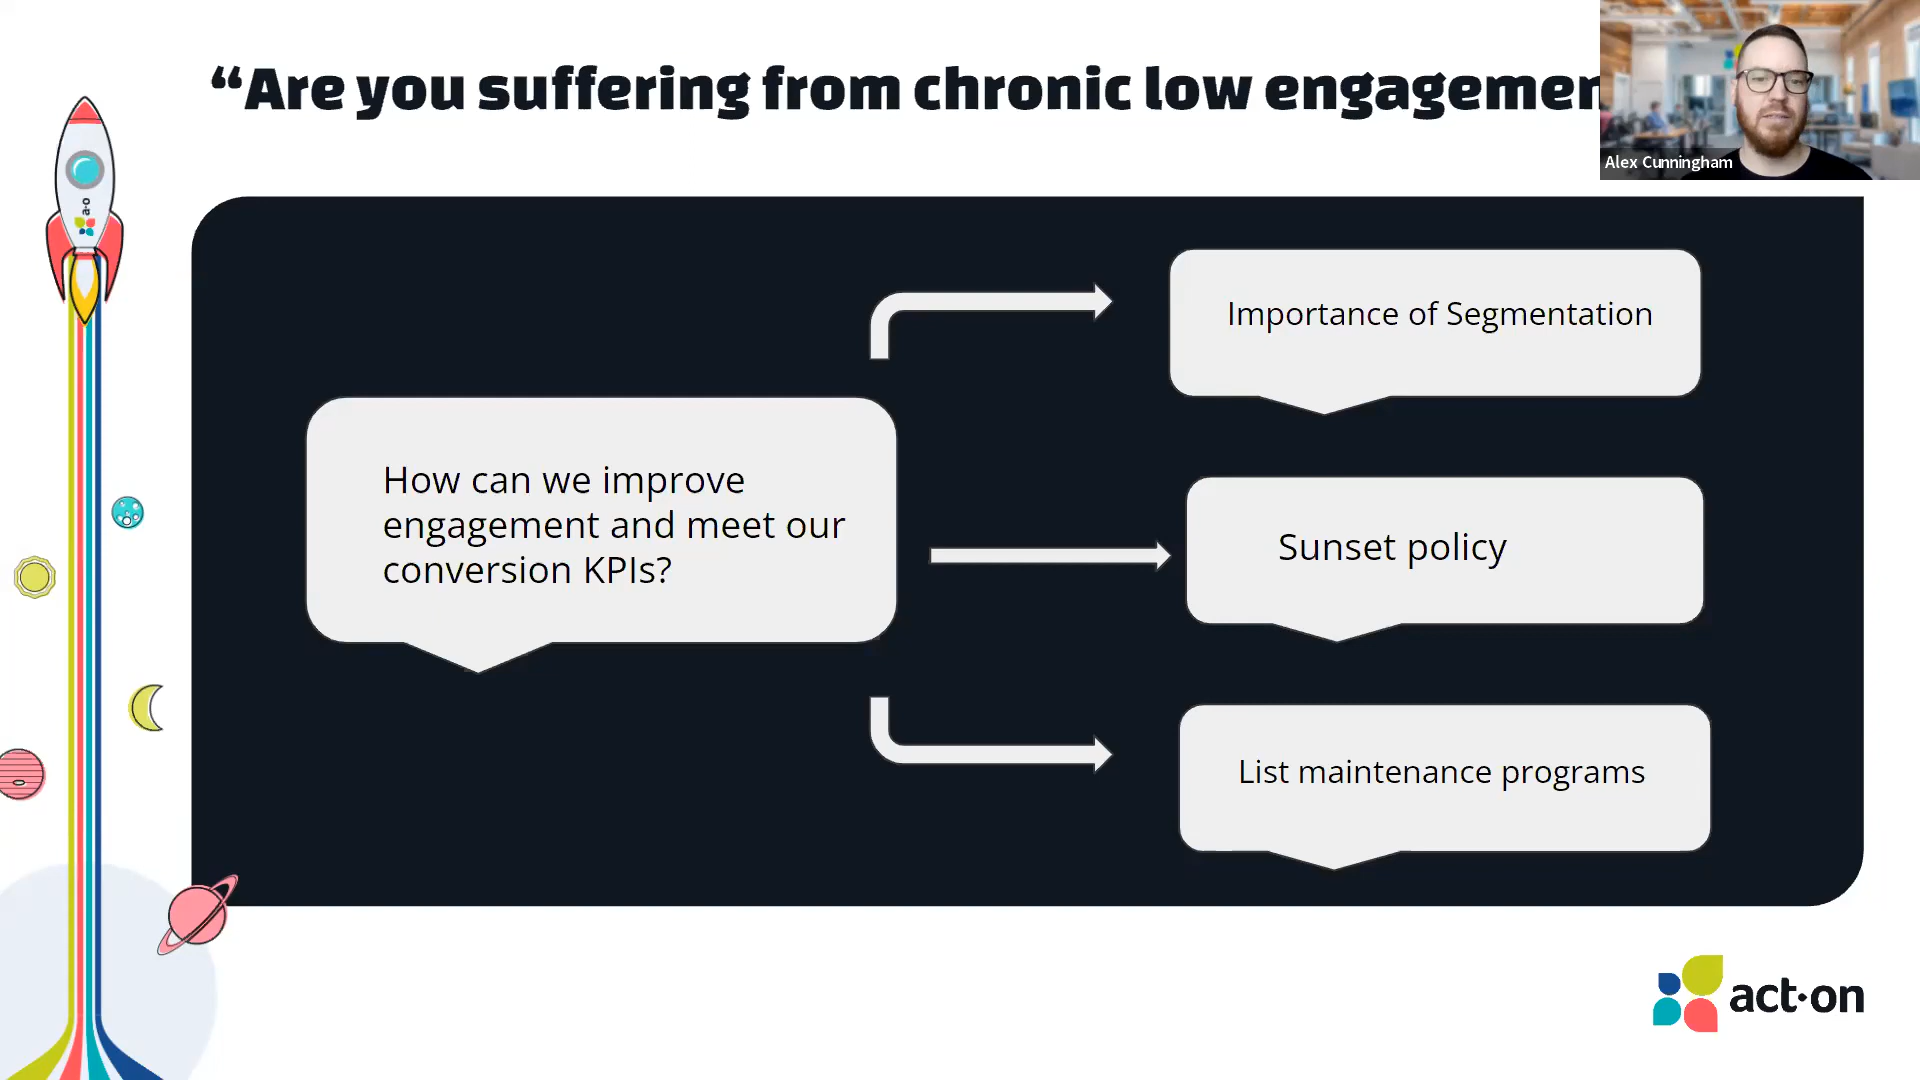 “Are you suffering from chronic low engagemen
Alex Cunningham
a-o
Importance of Segmentation
How can we improve
engagement and meet our
conversion KPIs?
Sunset policy
List maintenance programs
act-on